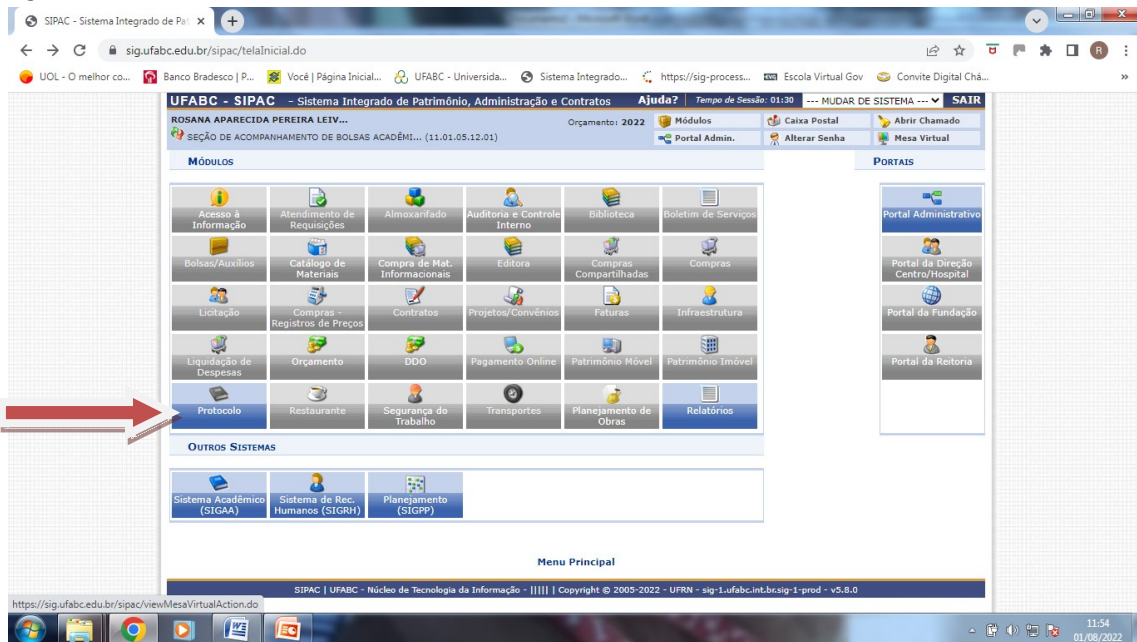 SIPAC - Sistema Integrado de Pat
sig.ufabc.edu.br/sipac/telaInicial.do
UOL - O melhor co... Banco Bradesco | P... Você | Página Inicial... UFABC - Universida... Sistema Integrado... https://sig-process... Escola Virtual Gov Convite Digital Chá... »
UFABC - SIPAC - Sistema Integrado de Patrimônio, Administração e Contratos Ajuda? Tempo de Sessão: 01:30 --- MUDAR DE SISTEMA --- SAIR
ROSANA APARECIDA PEREIRA LEIV... Orçamento: 2022 Módulos Caixa Postal Abrir Chamado
SEÇÃO DE ACOMPANHAMENTO DE BOLSAS ACADÊMI... (11.01.05.12.01) Portal Admin. Alterar Senha Mesa Virtual
MÓDULOS PORTAIS
Acesso à Informação
Atendimento de Requisições
Almoxarifado
Auditoria e Controle Interno
Biblioteca
Boletim de Serviços
Portal Administrativo
Bolsas/Auxílios
Catálogo de Materiais
Compra de Mat. Informacionais
Editora
Compras Compartilhadas
Compras
Portal da Direção Centro/Hospital
Licitação
Compras - Registros de Preços
Contratos
Projetos/Convênios
Faturas
Infraestrutura
Portal da Fundação
Liquidação de Despesas
Orçamento
DDO
Pagamento Online
Patrimônio Móvel
Patrimônio Imóvel
Portal da Reitoria
Protocolo
Restaurante
Segurança do Trabalho
Transportes
Planejamento de Obras
Relatórios
OUTROS SISTEMAS
Sistema Acadêmico (SIGAA)
Sistema de Rec. Humanos (SIGRH)
Planejamento (SIGPP)
Menu Principal
SIPAC | UFABC - Núcleo de Tecnologia da Informação - ||||| | Copyright © 2005-2022 - UFRN - sig-1.ufabc.int.br.sig-1-prod - v5.8.0
https://sig.ufabc.edu.br/sipac/viewMesaVirtualAction.do
11:54
01/08/2022